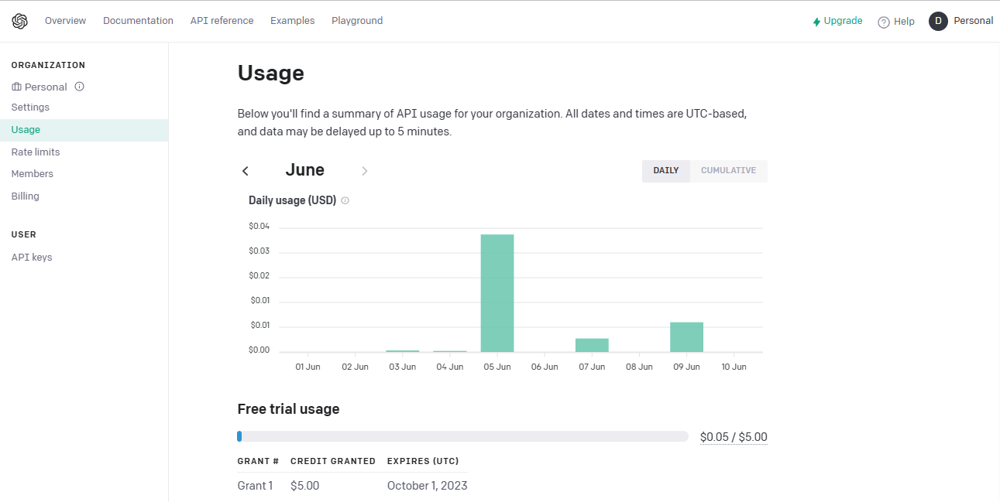 Overview Documentation API reference Examples Playground Upgrade Help D Personal
ORGANIZATION
Personal
Settings
Usage
Rate limits
Members
Billing
USER
API keys
Usage
Below you'll find a summary of API usage for your organization. All dates and times are UTC-based,
and data may be delayed up to 5 minutes.
June
DAILY CUMULATIVE
Daily usage (USD)
$0.04
$0.03
$0.02
$0.01
$0.01
$0.00
01 Jun 02 Jun 03 Jun 04 Jun 05 Jun 06 Jun 07 Jun 08 Jun 09 Jun 10 Jun
Free trial usage
$0.05 / $5.00
GRANT # CREDIT GRANTED EXPIRES (UTC)
Grant 1 $5.00 October 1, 2023